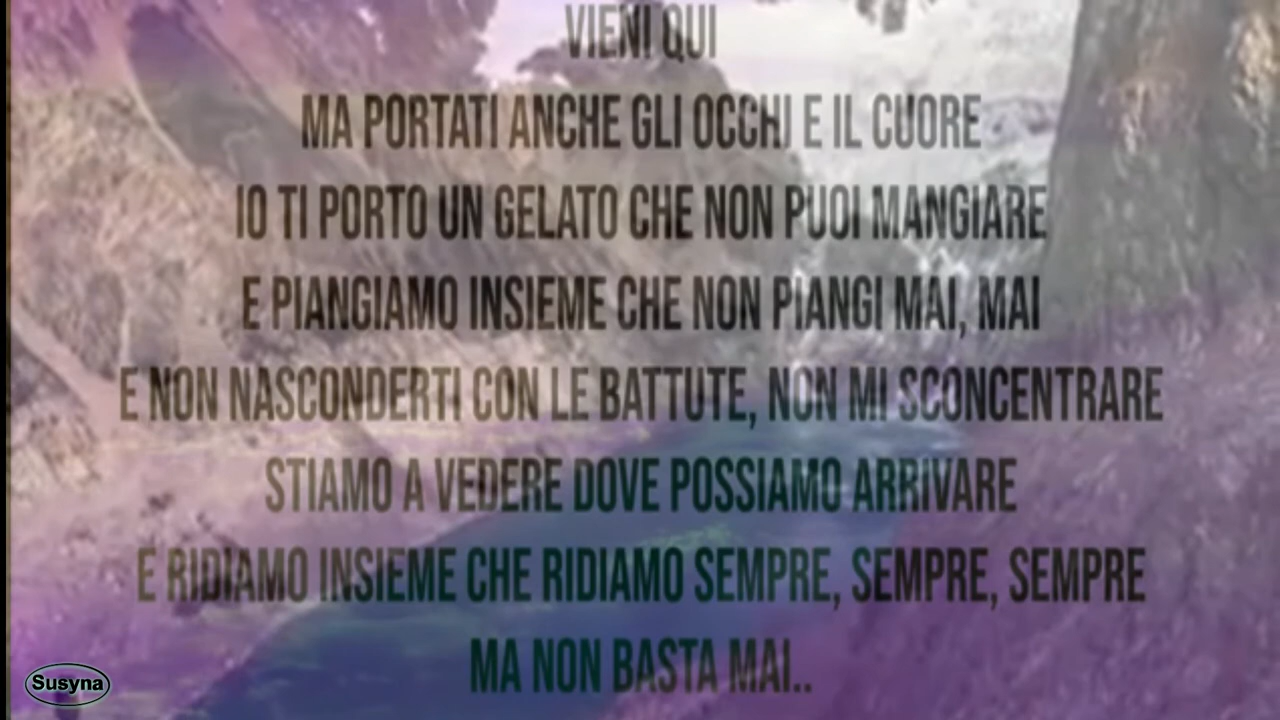 VIENI QUI
MA PORTATI ANCHE GLI OCCHI E IL CUORE
IO TI PORTO UN GELATO CHE NON PUOI MANGIARE
E PIANGIAMO INSIEME CHE NON PIANGI MAI, MAI
E NON NASCONDERTI CON LE BATTUTE, NON MI SCONCENTRARE
STIAMO A VEDERE DOVE POSSIAMO ARRIVARE
E RIDIAMO INSIEME CHE RIDIAMO SEMPRE, SEMPRE, SEMPRE
MA NON BASTA MAI..
Susyna